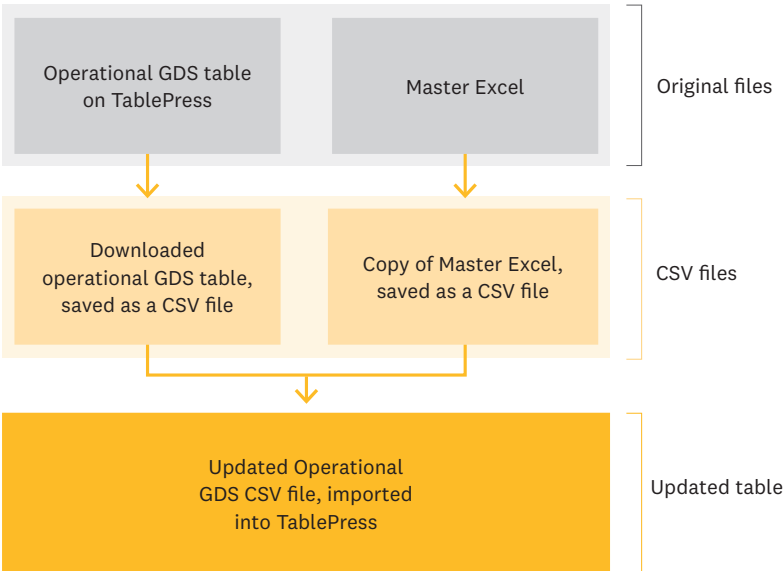 Operational GDS table
on TablePress
Master Excel
Original files
Downloaded
operational GDS table,
saved as a CSV file
Copy of Master Excel,
saved as a CSV file
CSV files
Updated Operational
GDS CSV file, imported
into TablePress
Updated table